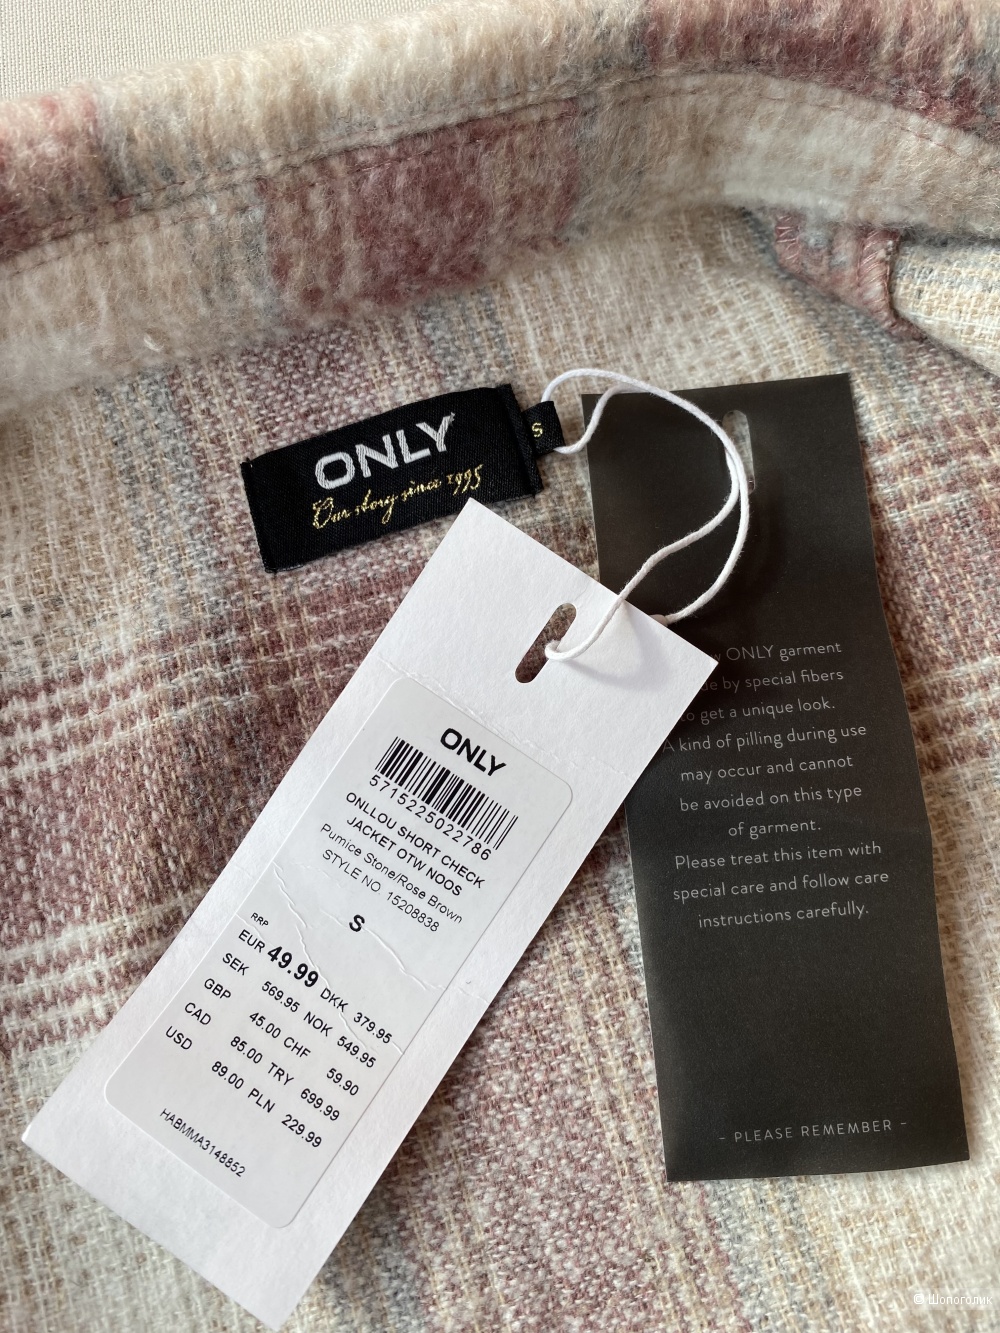 ONLY
Our story since 1995
S
ONLY
5715225022786
ONLLOU SHORT CHECK
JACKET OTW NOOS
Pumice Stone/Rose Brown
STYLE NO. 15208838
S
RRP
EUR 49.99 DKK 379.95
SEK 569.95 NOK 549.95
GBP 45.00 CHF 59.90
CAD 85.00 TRY 699.99
USD 89.00 PLN 229.99
HABMMA3148852
ONLY garment
by special fibers
to get a unique look.
A kind of pilling during use
may occur and cannot
be avoided on this type
of garment.
Please treat this item with
special care and follow care
instructions carefully.
- PLEASE REMEMBER -
© Шопоголик